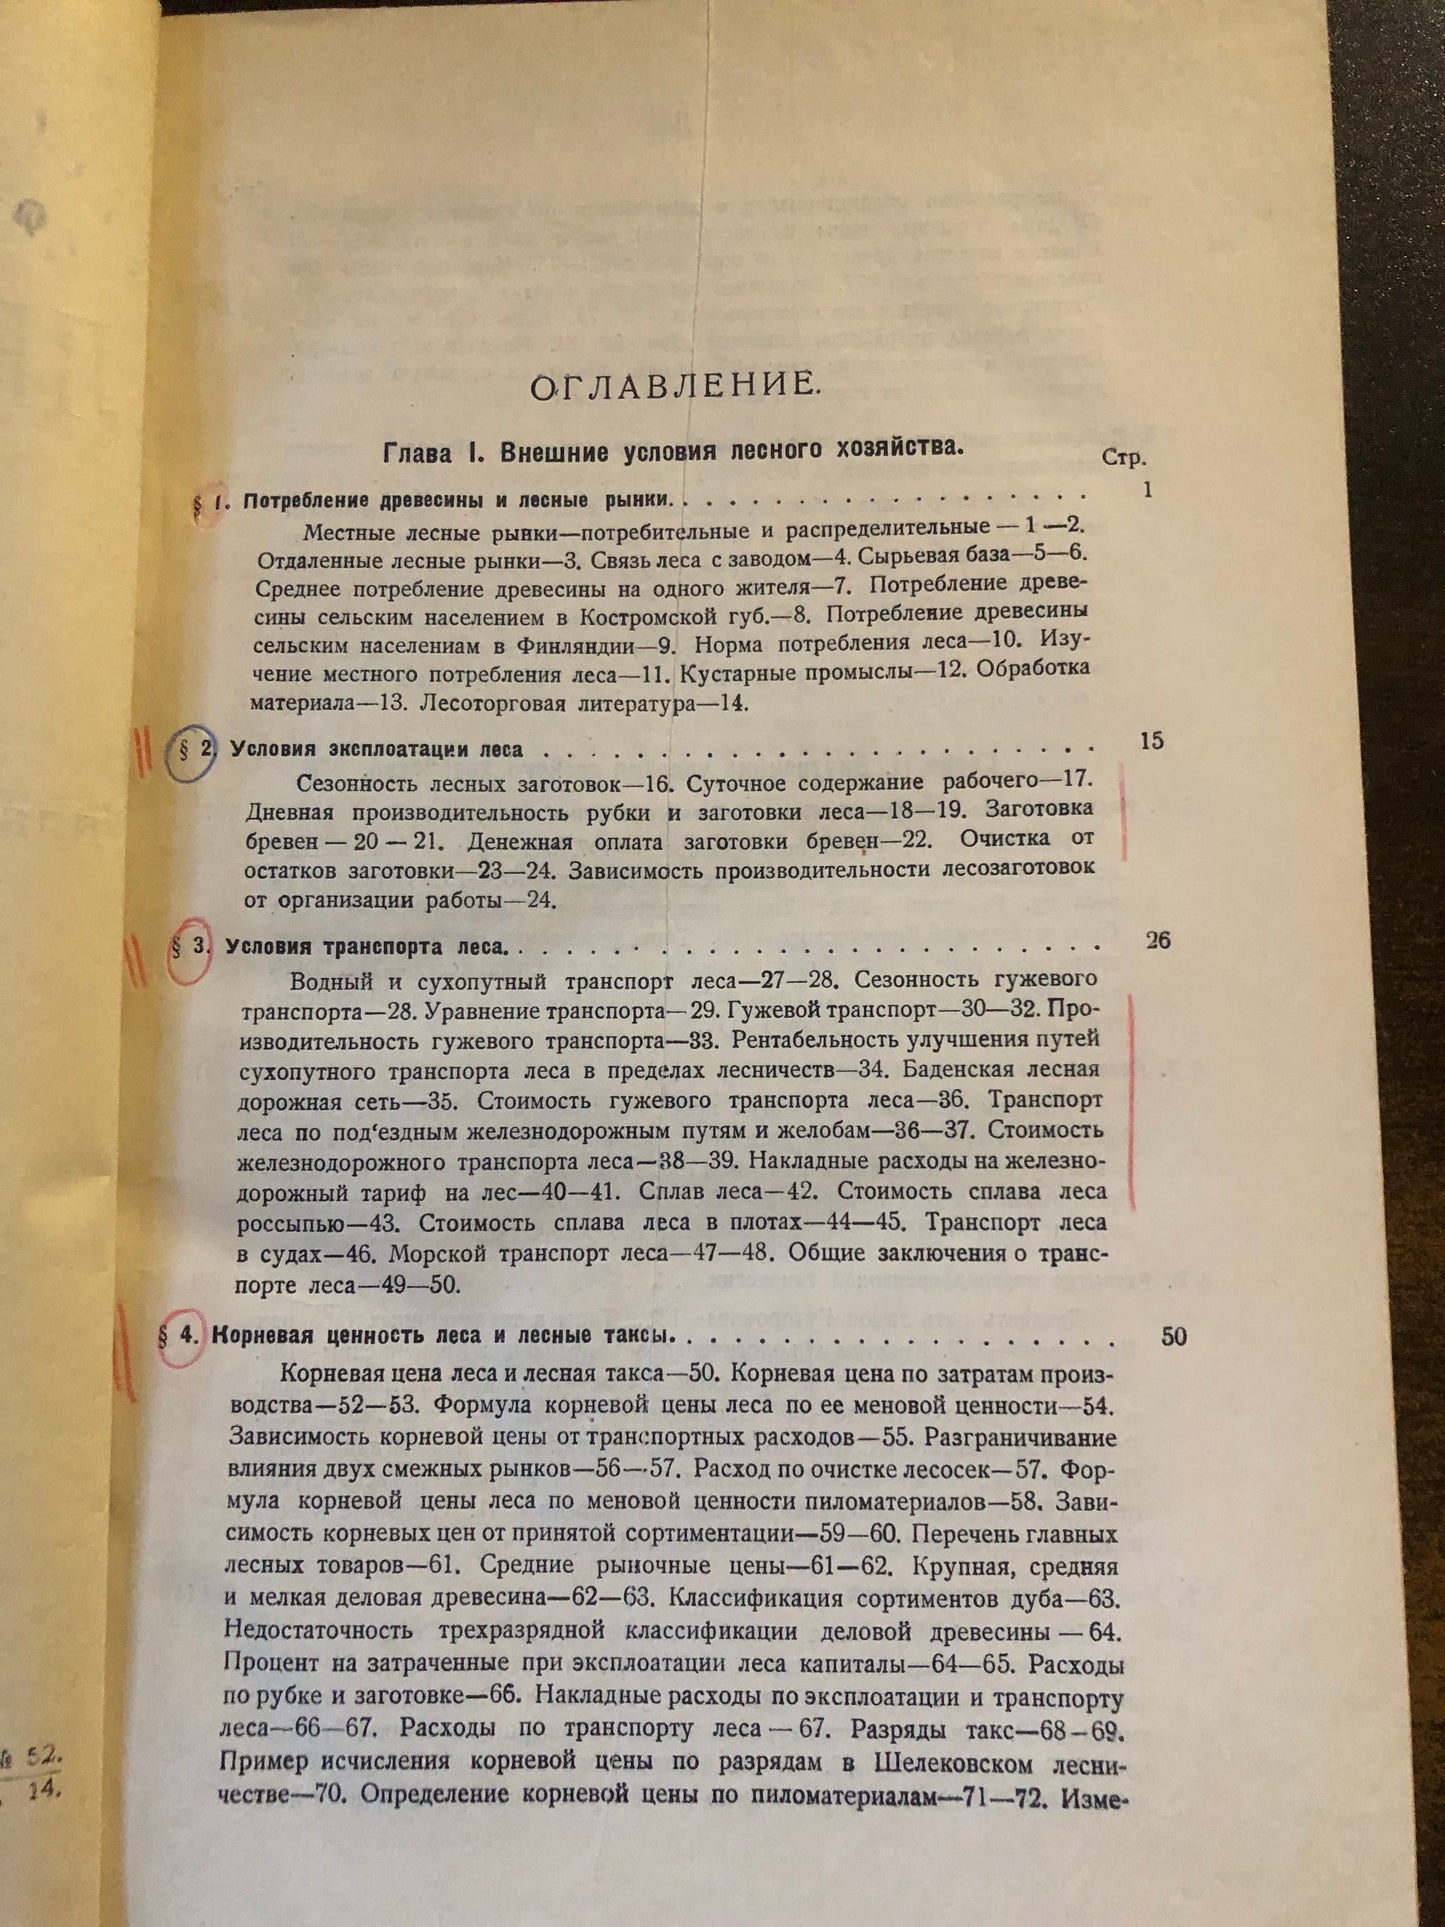 ОГЛАВЛЕНИЕ.
Глава I. Внешние условия лесного хозяйства.
Стр.
§ 1. Потребление древесины и лесные рынки. . . . . . . . . . . . . . . . . . . 1
Местные лесные рынки—потребительные и распределительные — 1 —2.
Отдаленные лесные рынки—3. Связь леса с заводом—4. Сырьевая база—5—6.
Среднее потребление древесины на одного жителя—7. Потребление древе-
сины сельским населением в Костромской губ.—8. Потребление древесины
сельским населениам в Финляндии—9. Норма потребления леса—10. Изу-
чение местного потребления леса—11. Кустарные промыслы—12. Обработка
материала—13. Лесоторговая литература—14.
§ 2. Условия эксплоатации леса . . . . . . . . . . . . . . . . . . . . . . 15
Сезонность лесных заготовок—16. Суточное содержание рабочего—17.
Дневная производительность рубки и заготовки леса—18—19. Заготовка
бревен — 20 — 21. Денежная оплата заготовки бревен—22. Очистка от
остатков заготовки—23—24. Зависимость производительности лесозаготовок
от организации работы—24.
§ 3. Условия транспорта леса. . . . . . . . . . . . . . . . . . . . . . . 26
Водный и сухопутный транспорт леса—27—28. Сезонность гужевого
транспорта—28. Уравнение транспорта—29. Гужевой транспорт—30—32. Про-
изводительность гужевого транспорта—33. Рентабельность улучшения путей
сухопутного транспорта леса в пределах лесничеств—34. Баденская лесная
дорожная сеть—35. Стоимость гужевого транспорта леса—36. Транспорт
леса по под‘ездным железнодорожным путям и желобам—36—37. Стоимость
железнодорожного транспорта леса—38—39. Накладные расходы на железно-
дорожный тариф на лес—40—41. Сплав леса—42. Стоимость сплава леса
россыпью—43. Стоимость сплава леса в плотах—44—45. Транспорт леса
в судах—46. Морской транспорт леса—47—48. Общие заключения о транс-
порте леса—49—50.
§ 4. Корневая ценность леса и лесные таксы. . . . . . . . . . . . . . . . . . 50
Корневая цена леса и лесная такса—50. Корневая цена по затратам произ-
водства—52—53. Формула корневой цены леса по ее меновой ценности—54.
Зависимость корневой цены от транспортных расходов—55. Разграничивание
влияния двух смежных рынков—56—57. Расход по очистке лесосек—57. Фор-
мула корневой цены леса по меновой ценности пиломатериалов—58. Зави-
симость корневых цен от принятой сортиментации—59—60. Перечень главных
лесных товаров—61. Средние рыночные цены—61—62. Крупная, средняя
и мелкая деловая древесина—62—63. Классификация сортиментов дуба—63.
Недостаточность трехразрядной классификации деловой древесины — 64.
Процент на затраченные при эксплоатации леса капиталы—64—65. Расходы
по рубке и заготовке—66. Накладные расходы по эксплоатации и транспорту
леса—66—67. Расходы по транспорту леса — 67. Разряды такс—68—69.
Пример исчисления корневой цены по разрядам в Шелековском лесни-
честве—70. Определение корневой цены по пиломатериалам—71—72. Изме-
№ 52.
14.